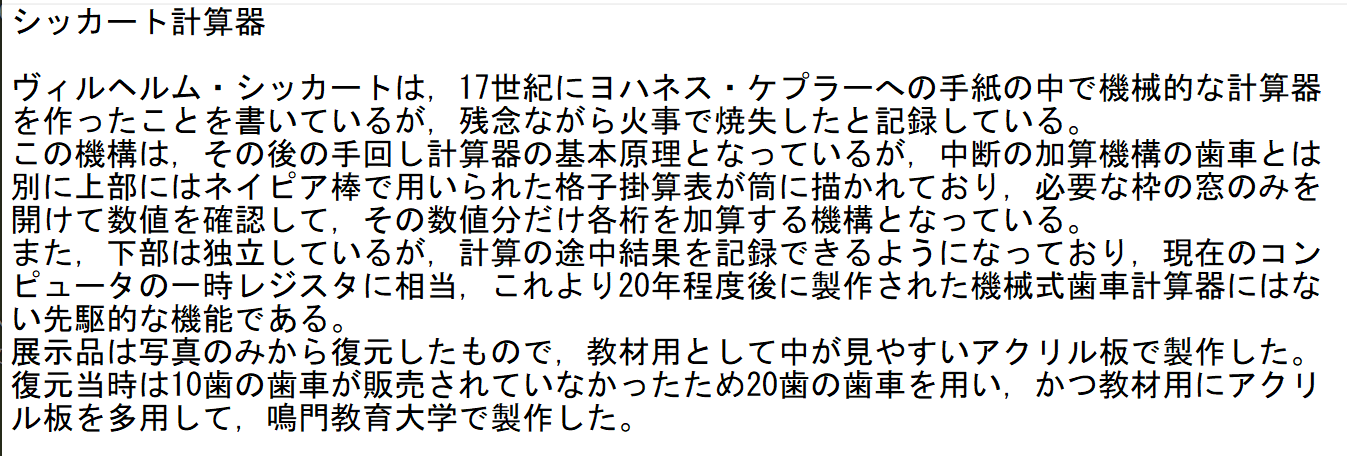 シッカート計算器
ヴィルヘルム・シッカートは，17世紀にヨハネス・ケプラーへの手紙の中で機械的な計算器
を作ったことを書いているが，残念ながら火事で焼失したと記録している。
この機構は，その後の手回し計算器の基本原理となっているが，中断の加算機構の歯車とは
別に上部にはネイピア棒で用いられた格子掛算表が筒に描かれており，必要な枠の窓のみを
開けて数値を確認して，その数値分だけ各桁を加算する機構となっている。
また，下部は独立しているが，計算の途中結果を記録できるようになっており，現在のコン
ピュータの一時レジスタに相当，これより20年程度後に製作された機械式歯車計算器にはな
い先駆的な機能である。
展示品は写真のみから復元したもので，教材用として中が見やすいアクリル板で製作した。
復元当時は10歯の歯車が販売されていなかったため20歯の歯車を用い，かつ教材用にアクリ
ル板を多用して，鳴門教育大学で製作した。